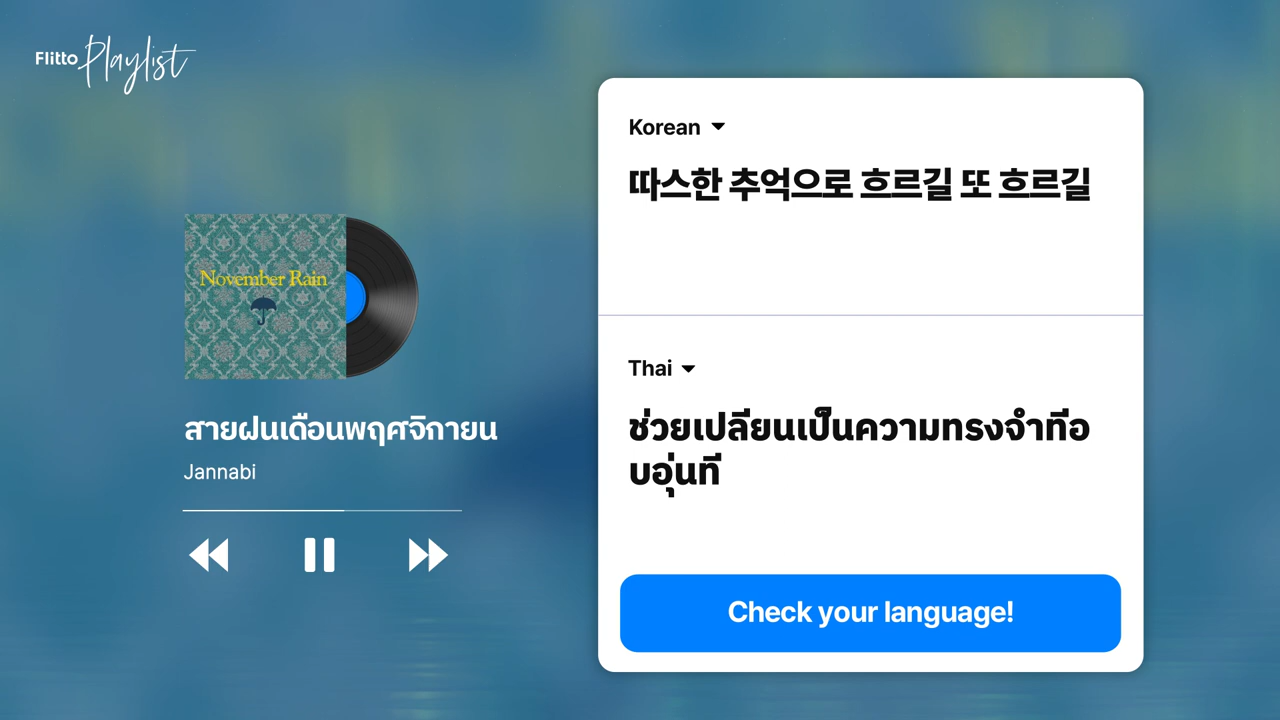 Flitto Playlist
November Rain
สายฝนเดือนพฤศจิกายน
Jannabi
Korean
따스한 추억으로 흐르길 또 흐르길
Thai
ช่วยเปลี่ยนเป็นความทรงจำที่อ
บอุ่นที
Check your language!